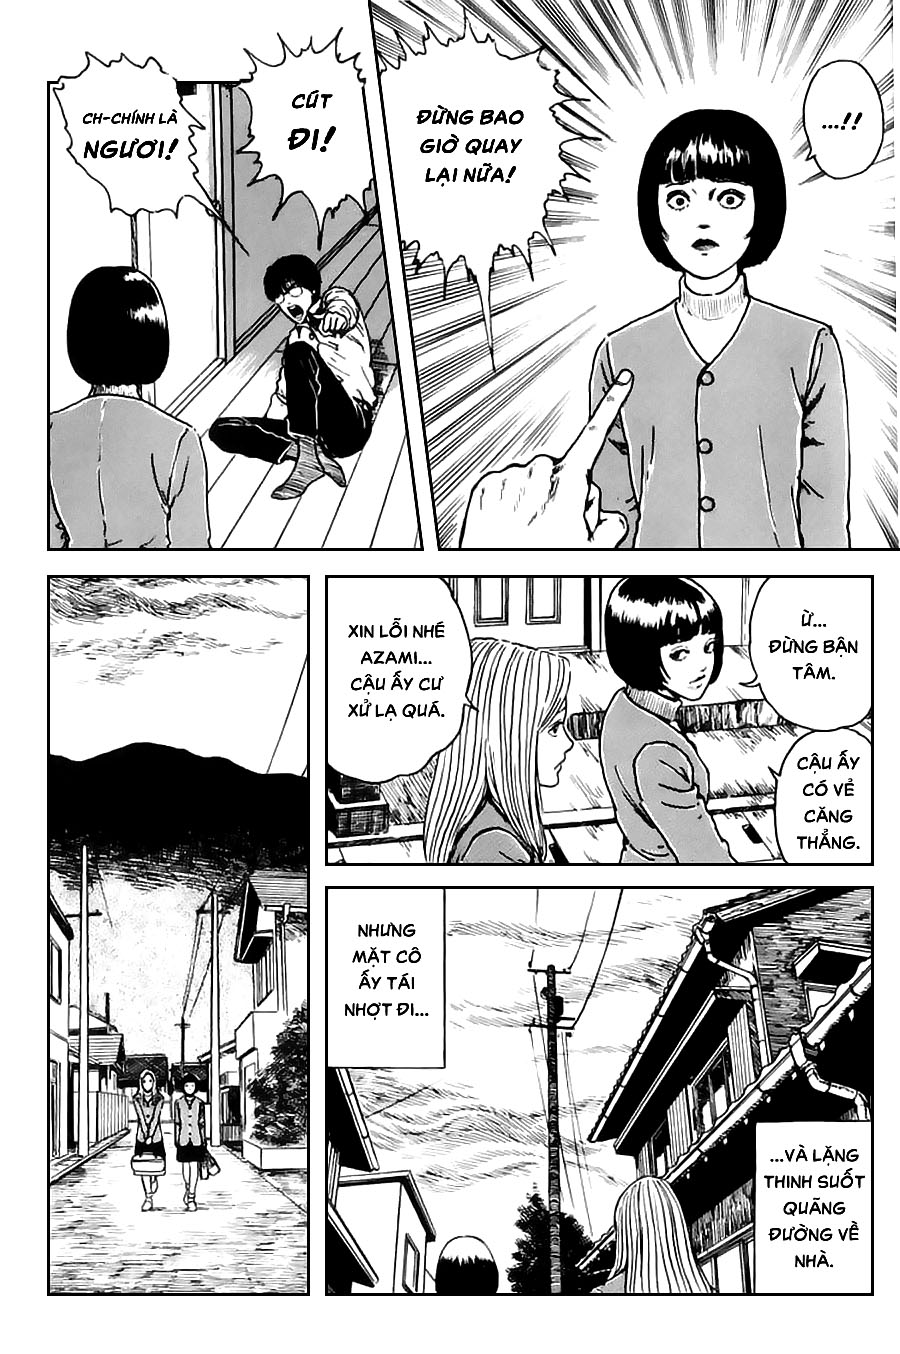 CH-CHÍNH LÀ
NGƯƠI!
CÚT
ĐI!
ĐỪNG BAO
GIỜ QUAY
LẠI NỮA!
...!!
XIN LỖI NHÉ
AZAMI...
CẬU ẤY CƯ
XỬ LẠ QUÁ.
Ừ...
ĐỪNG BẬN
TÂM.
CẬU ẤY
CÓ VẺ
CĂNG
THẲNG.
NHƯNG
MẶT CÔ
ẤY TÁI
NHỢT ĐI...
...VÀ LẶNG
THINH SUỐT
QUÃNG
ĐƯỜNG VỀ
NHÀ.